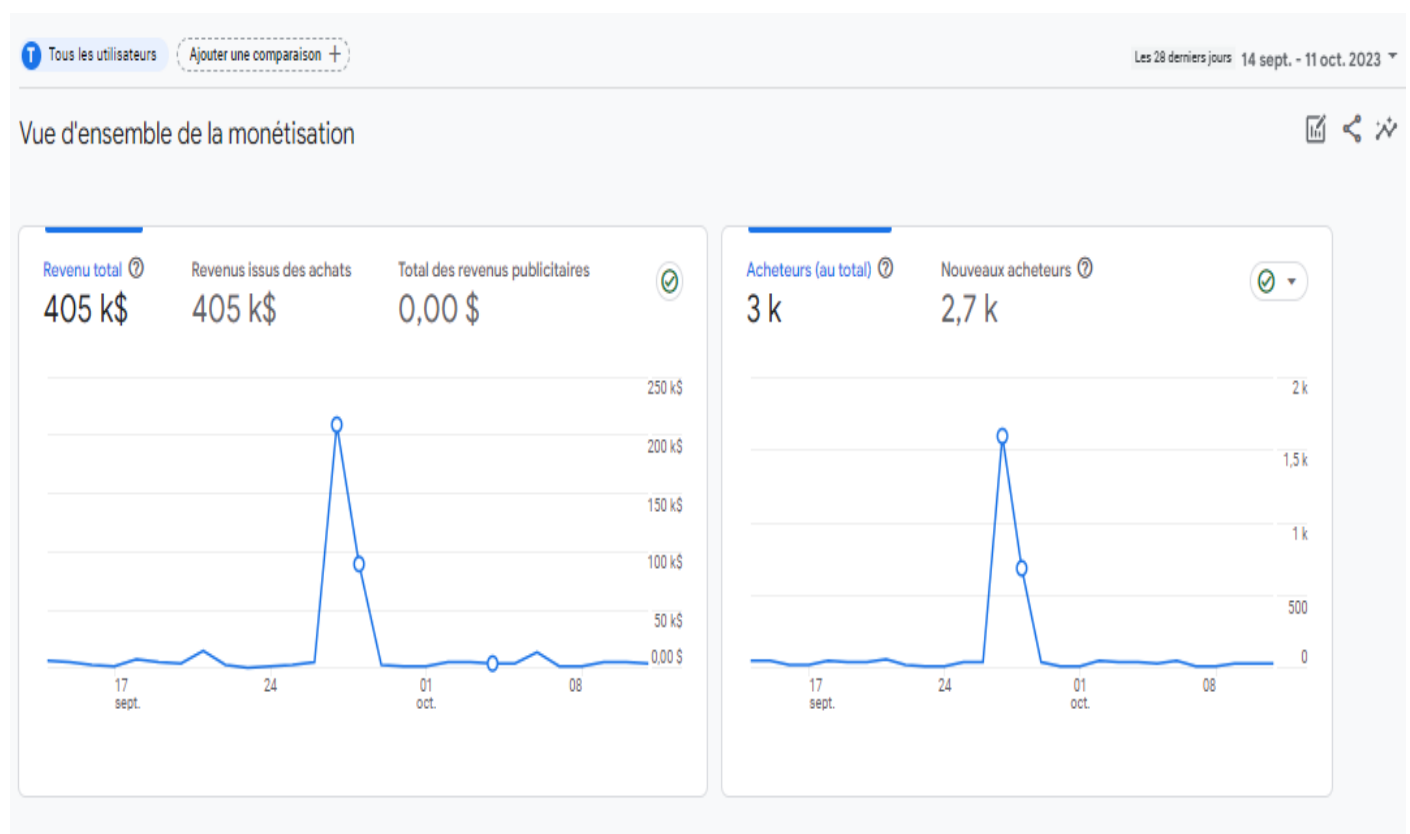 T Tous les utilisateurs Ajouter une comparaison + Les 28 derniers jours 14 sept. - 11 oct. 2023
Vue d'ensemble de la monétisation
Revenu total ? Revenus issus des achats Total des revenus publicitaires
405 k$ 405 k$ 0,00 $
250 k$
200 k$
150 k$
100 k$
50 k$
0,00 $
17 24 01 08
sept. oct.
Acheteurs (au total) ? Nouveaux acheteurs ?
3 k 2,7 k
2 k
1,5 k
1 k
500
0
17 24 01 08
sept. oct.